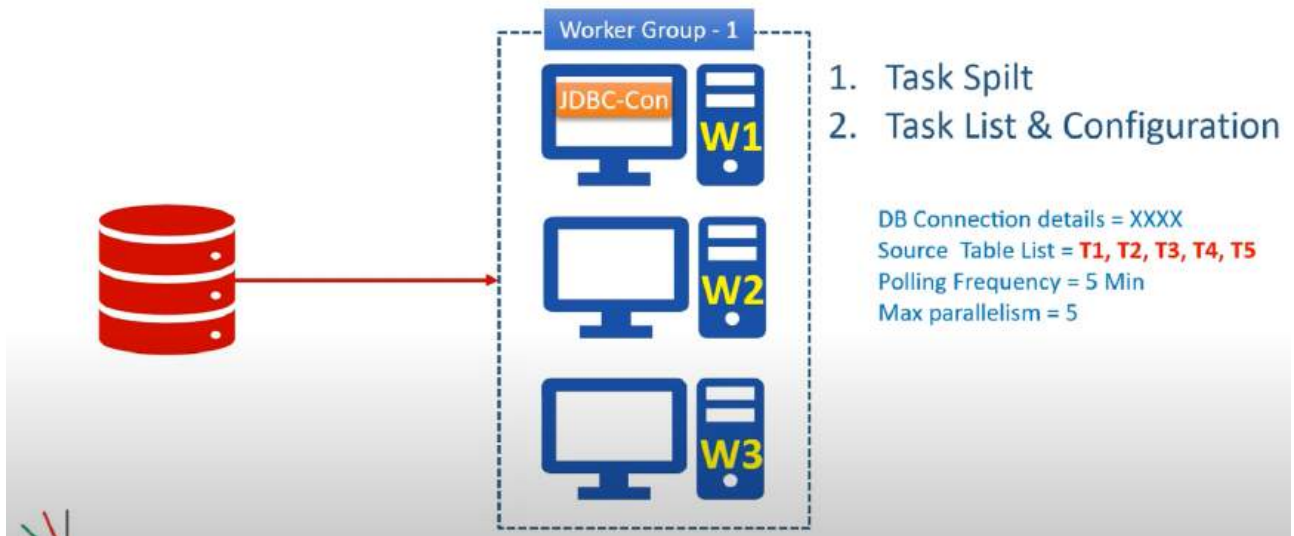 Worker Group - 1
JDBC-Con
W1
W2
W3
1. Task Spilt
2. Task List & Configuration
DB Connection details = XXXX
Source Table List = T1, T2, T3, T4, T5
Polling Frequency = 5 Min
Max parallelism = 5